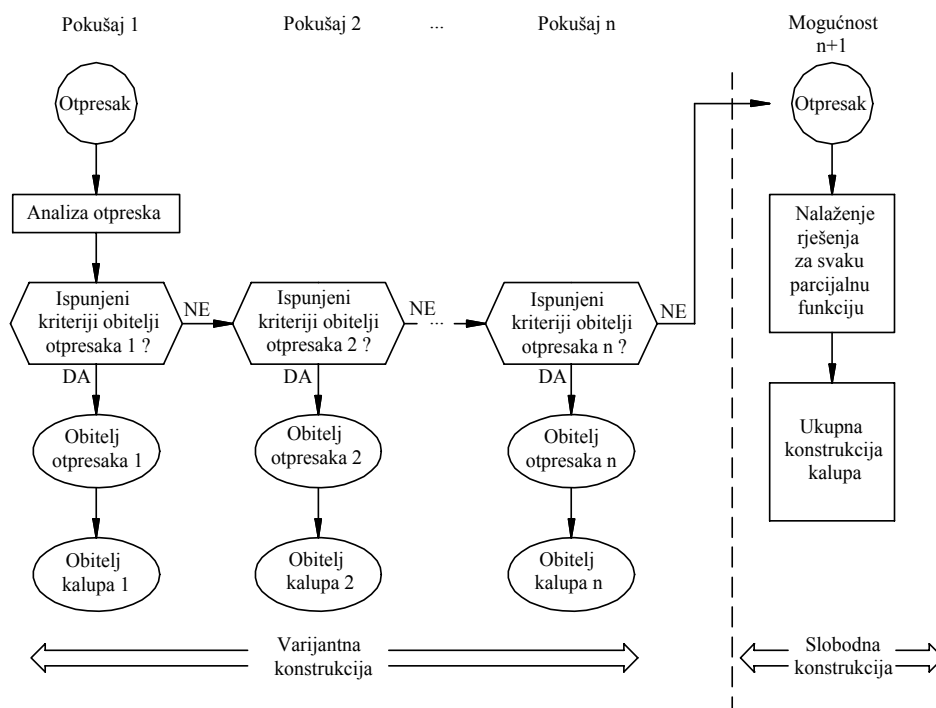 Pokušaj 1
Pokušaj 2
...
Pokušaj n
Mogućnost
n+1
Otpresak
Otpresak
Analiza otpreska
Nalaženje
rješenja
za svaku
parcijalnu
funkciju
Ispunjeni
kriteriji obitelji
otpresaka 1 ?
NE
Ispunjeni
kriteriji obitelji
otpresaka 2 ?
NE
...
Ispunjeni
kriteriji obitelji
otpresaka n ?
NE
DA
DA
DA
Obitelj
otpresaka 1
Obitelj
otpresaka 2
Obitelj
otpresaka n
Ukupna
konstrukcija
kalupa
Obitelj
kalupa 1
Obitelj
kalupa 2
Obitelj
kalupa n
Varijantna
konstrukcija
Slobodna
konstrukcija